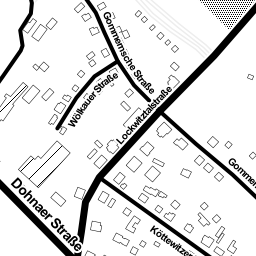 Gommernsche Straße
Wölkauer Straße
Lockwitztalstraße
Gommern
Dohnaer Straße
Köttewitzer